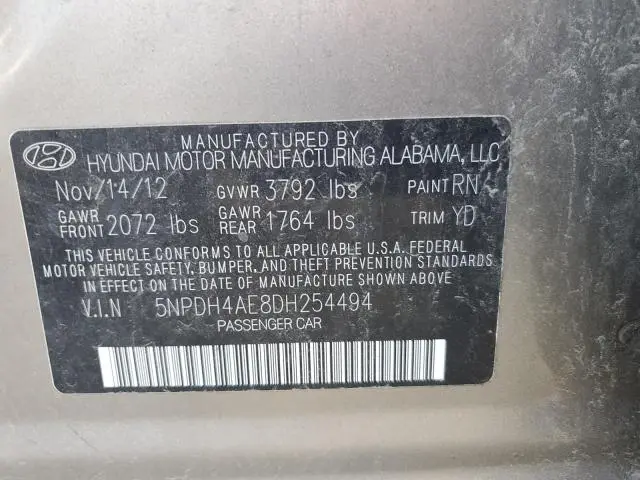 MANUFACTURED BY
HYUNDAI MOTOR MANUFACTURING ALABAMA, LLC
Nov/14/12 GVWR 3792 lbs PAINT RN
GAWR FRONT 2072 lbs GAWR REAR 1764 lbs TRIM YD
THIS VEHICLE CONFORMS TO ALL APPLICABLE U.S.A. FEDERAL
MOTOR VEHICLE SAFETY, BUMPER, AND THEFT PREVENTION STANDARDS
IN EFFECT ON THE DATE OF MANUFACTURE SHOWN ABOVE
V.I.N 5NPDH4AE8DH254494
PASSENGER CAR